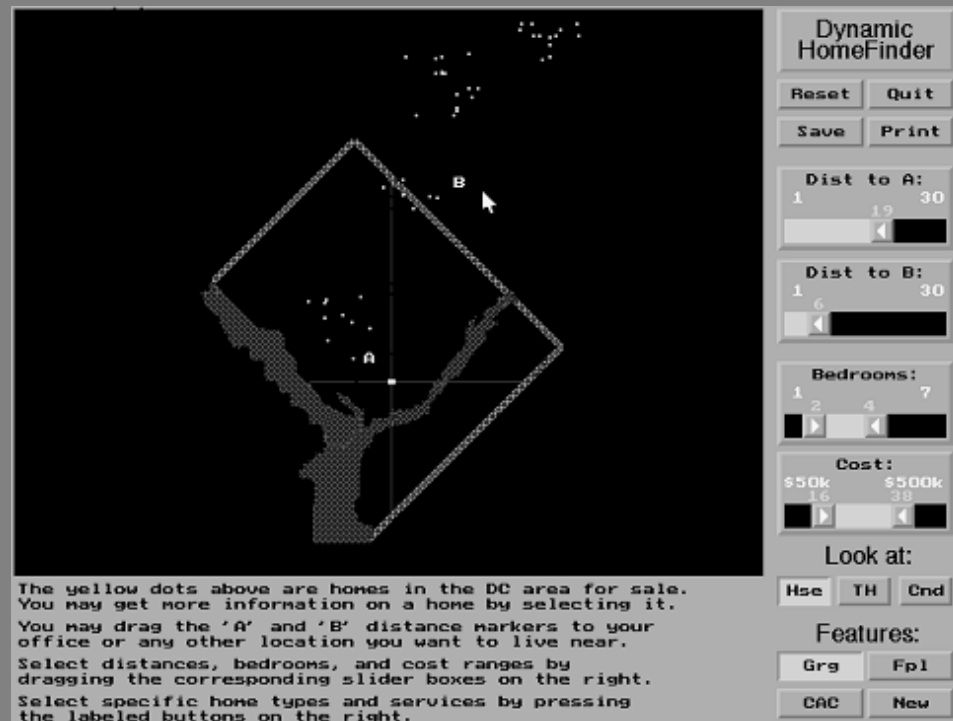 Dynamic
HomeFinder
Reset Quit
Save Print
Dist to A:
1 30
19
Dist to B:
1 30
6
Bedrooms:
1 7
2 4
Cost:
$50k $500k
16 38
Look at:
Hse TH Cnd
Features:
Grg Fpl
CAC New
B
A
The yellow dots above are homes in the DC area for sale.
You may get more information on a home by selecting it.
You may drag the 'A' and 'B' distance markers to your
office or any other location you want to live near.
Select distances, bedrooms, and cost ranges by
dragging the corresponding slider boxes on the right.
Select specific home types and services by pressing
the labeled buttons on the right.